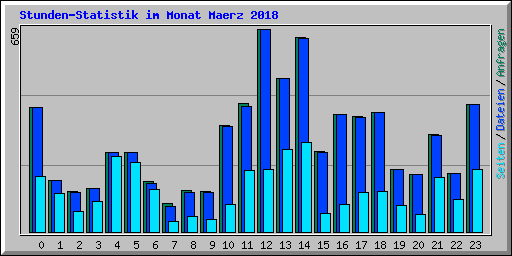 Stunden-Statistik im Monat Maerz 2018
659
Seiten / Dateien / Anfragen
0 1 2 3 4 5 6 7 8 9 10 11 12 13 14 15 16 17 18 19 20 21 22 23